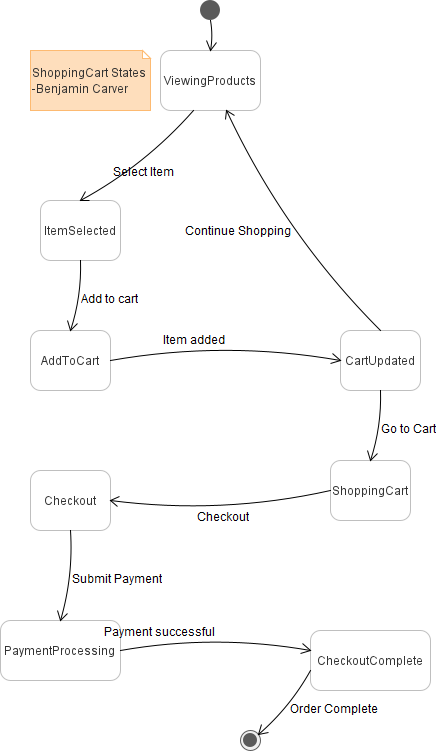 ShoppingCart States
-Benjamin Carver
ViewingProducts
Select Item
ItemSelected
Continue Shopping
Add to cart
Item added
AddToCart
CartUpdated
Go to Cart
ShoppingCart
Checkout
Checkout
Submit Payment
Payment successful
PaymentProcessing
CheckoutComplete
Order Complete